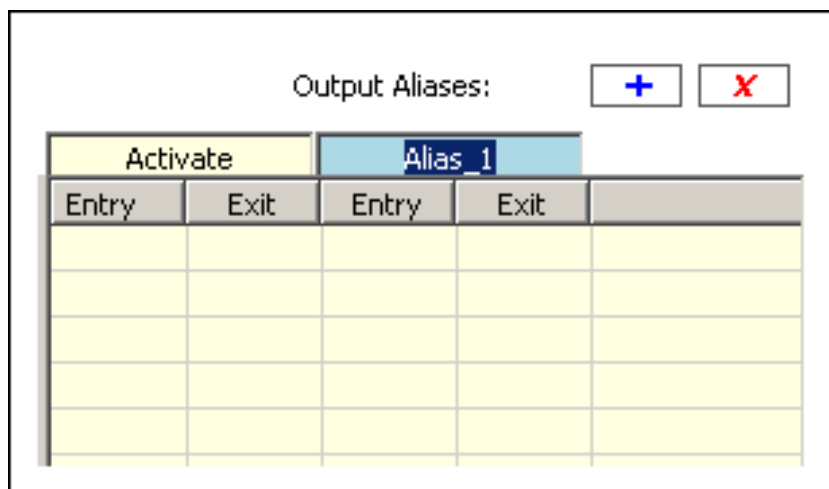 Output Aliases: + x
Activate Alias_1
Entry Exit Entry Exit